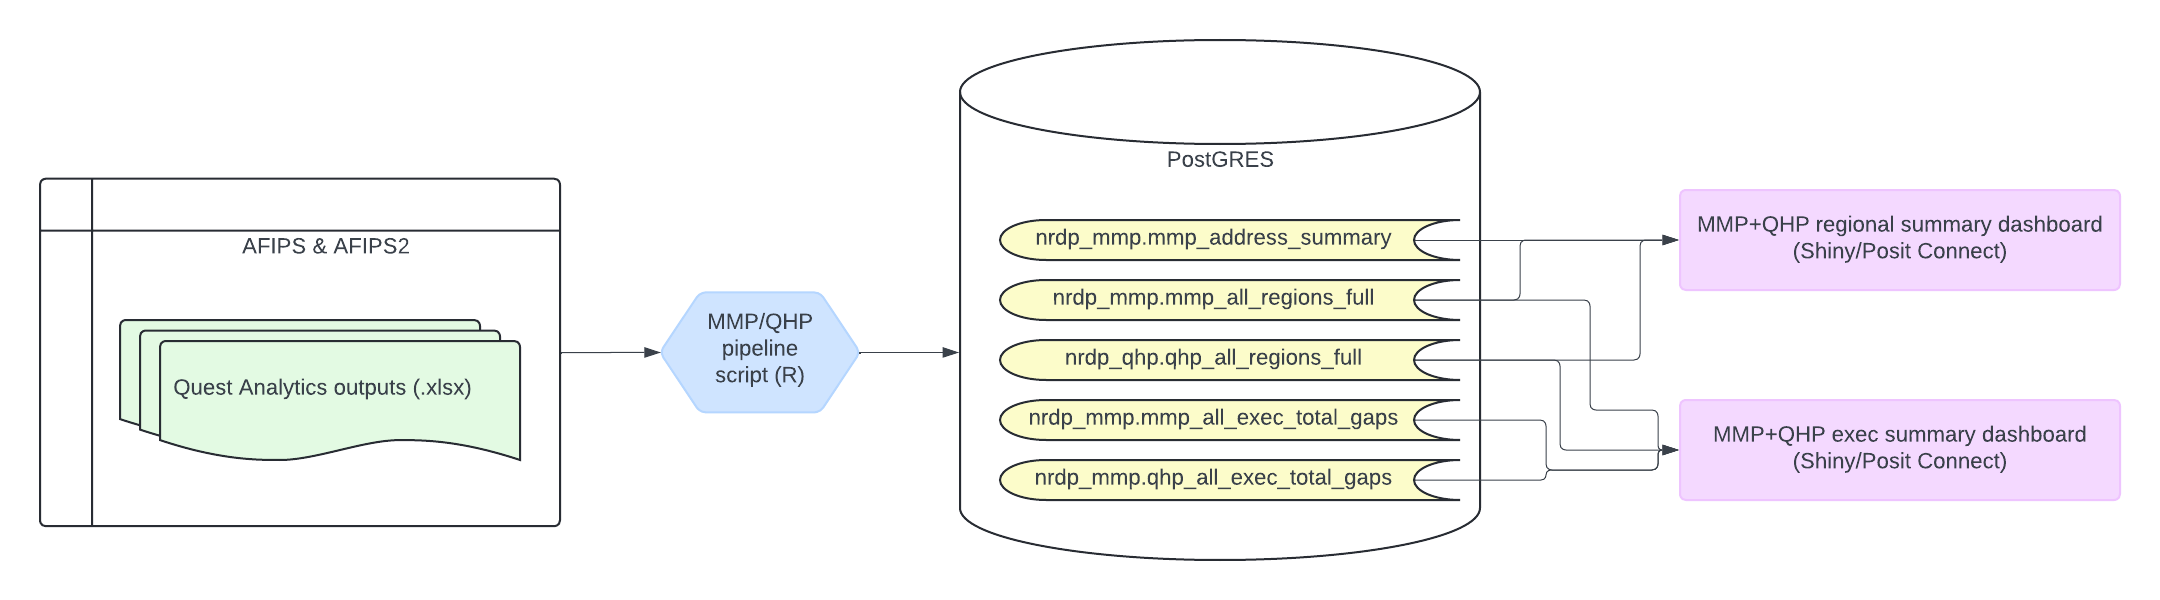 PostGRES
AFIPS & AFIPS2
Quest Analytics outputs (.xlsx)
MMP/QHP
pipeline
script (R)
nrdp_mmp.mmp_address_summary
nrdp_mmp.mmp_all_regions_full
nrdp_qhp.qhp_all_regions_full
nrdp_mmp.mmp_all_exec_total_gaps
nrdp_mmp.qhp_all_exec_total_gaps
MMP+QHP regional summary dashboard
(Shiny/Posit Connect)
MMP+QHP exec summary dashboard
(Shiny/Posit Connect)